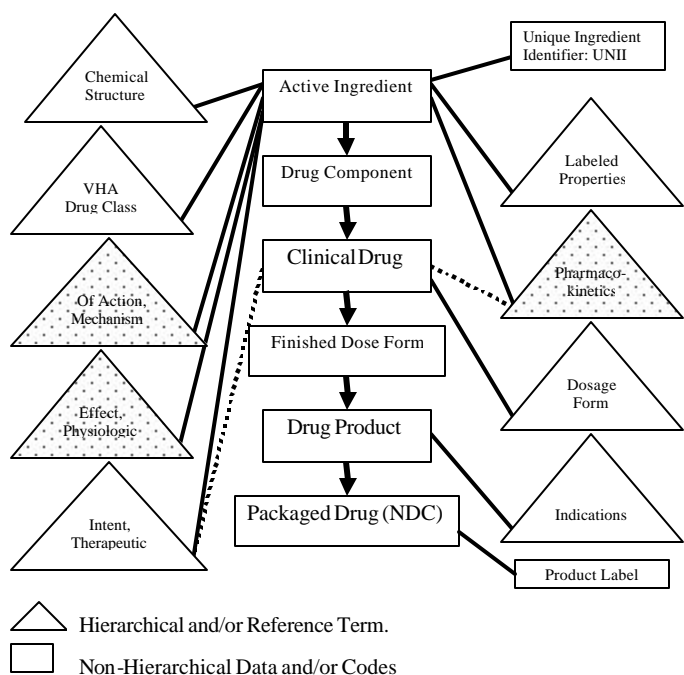 Unique Ingredient
Identifier: UNII
Chemical
Structure
Active Ingredient
Labeled
Properties
VHA
Drug Class
Drug Component
Clinical Drug
Pharmaco-
kinetics
Of Action,
Mechanism
Finished Dose Form
Dosage
Form
Effect,
Physiologic
Drug Product
Intent,
Therapeutic
Packaged Drug (NDC)
Indications
Product Label
Hierarchical and/or Reference Term.
Non-Hierarchical Data and/or Codes